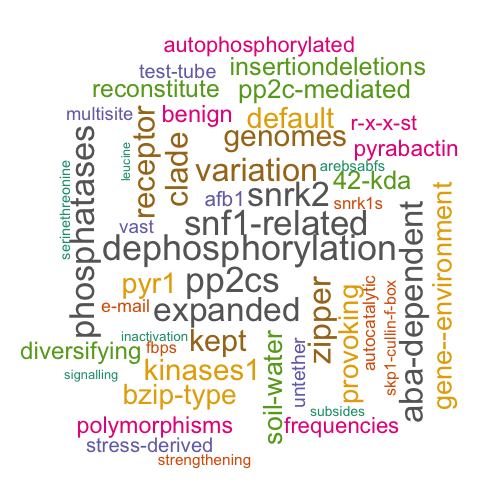 autophosphorylated
test-tube
insertiondeletions
reconstitute
pp2c-mediated
multisite
benign
default
r-x-x-st
receptor
clade
genomes
pyrabactin
leucine
serinethreonine
phosphatases
variation
arebsabfs
42-kda
afb1
snrk2
snrk1s
vast
snf1-related
dephosphorylation
aba-dependent
gene--environment
pyr1
pp2cs
zipper
provoking
autocatalytic
skp1-cullin-f-box
e-mail
expanded
inactivation
kept
fbps
diversifying
soil-water
untether
signalling
kinases1
bzip-type
subsides
polymorphisms
frequencies
stress-derived
strengthening